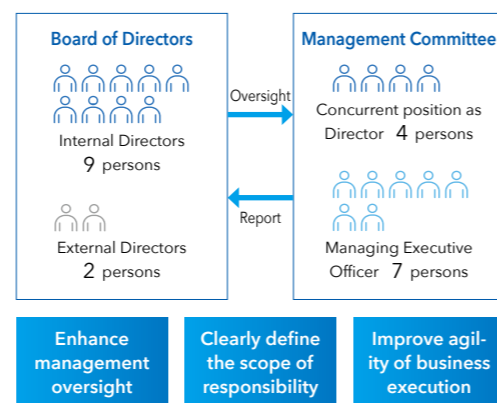 Board of Directors
Internal Directors
9 persons
External Directors
2 persons
Oversight
Report
Management Committee
Concurrent position as
Director 4 persons
Managing Executive
Officer 7 persons
Enhance
management
oversight
Clearly define
the scope of
responsibility
Improve agil-
ity of business
execution